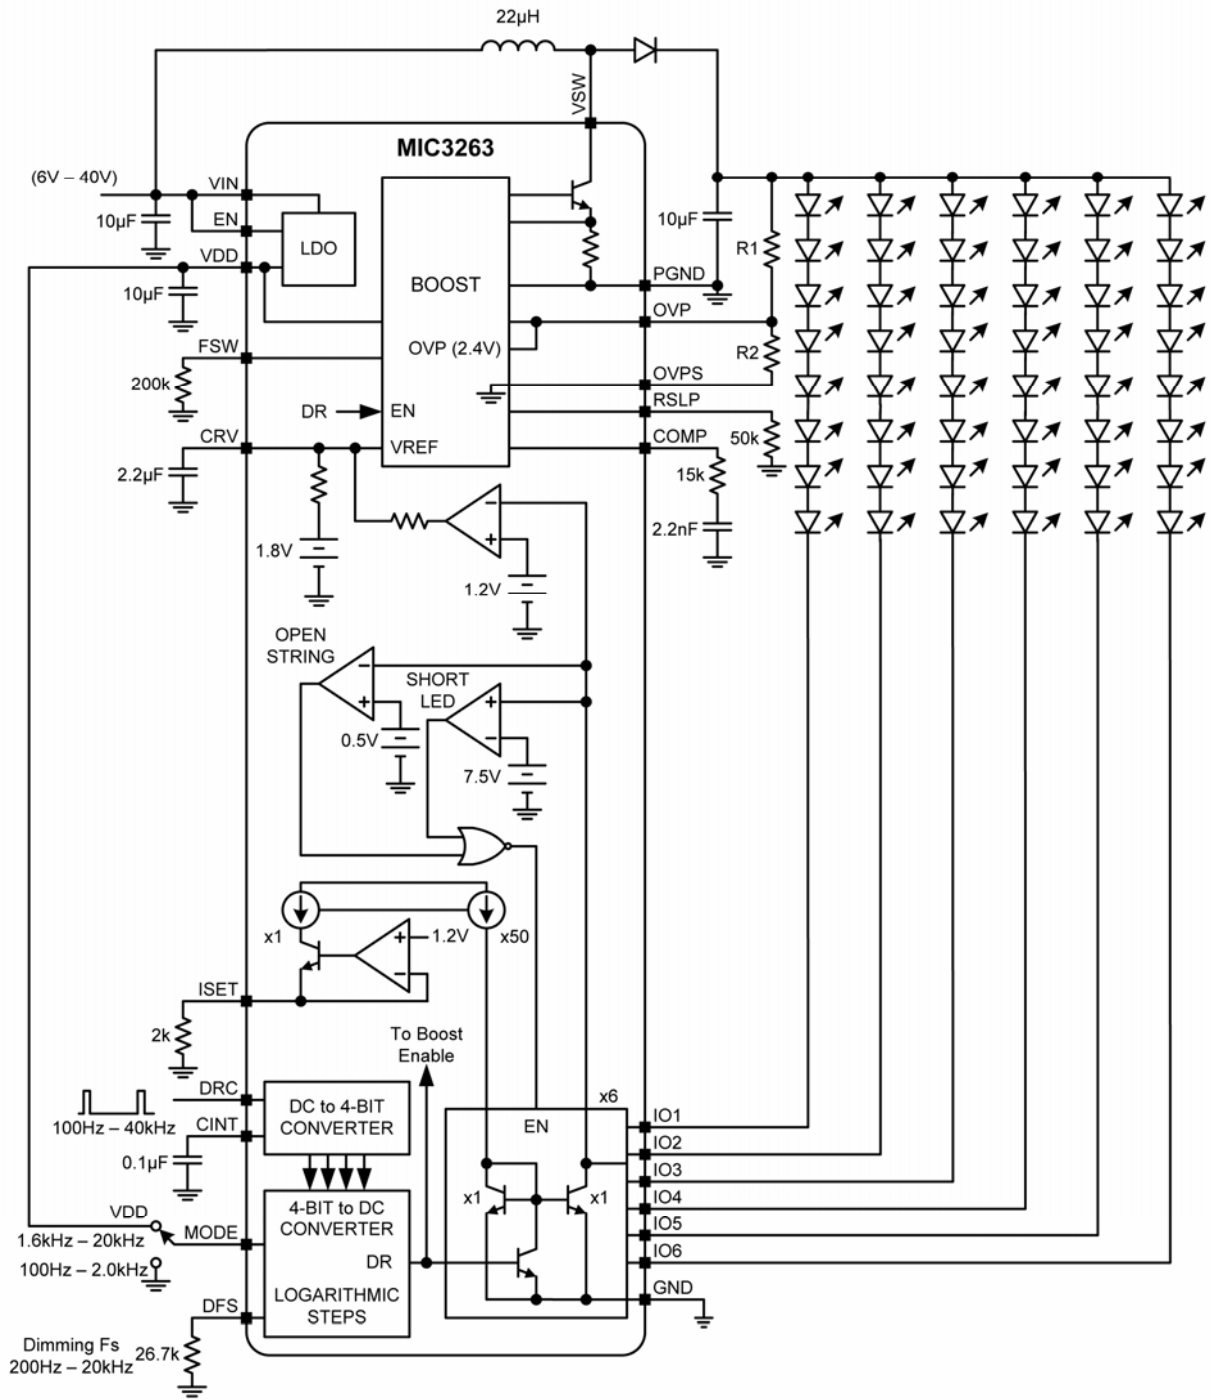 22µH
VSW
MIC3263
(6V – 40V)
VIN
10µF
EN
LDO
VDD
10µF
10µF
R1
BOOST
PGND
OVP
OVP (2.4V)
R2
FSW
200k
OVPS
DR
EN
RSLP
CRV
VREF
COMP
50k
2.2µF
15k
2.2nF
1.8V
1.2V
OPEN
STRING
SHORT
LED
0.5V
7.5V
x1
1.2V
x50
ISET
2k
To Boost
Enable
DRC
100Hz – 40kHz
DC to 4-BIT
CONVERTER
x6
EN
CINT
0.1µF
IO1
IO2
IO3
IO4
IO5
IO6
x1
x1
4-BIT to DC
CONVERTER
VDD
1.6kHz – 20kHz
MODE
DR
100Hz – 2.0kHz
LOGARITHMIC
STEPS
GND
DFS
Dimming Fs
200Hz – 20kHz
26.7k